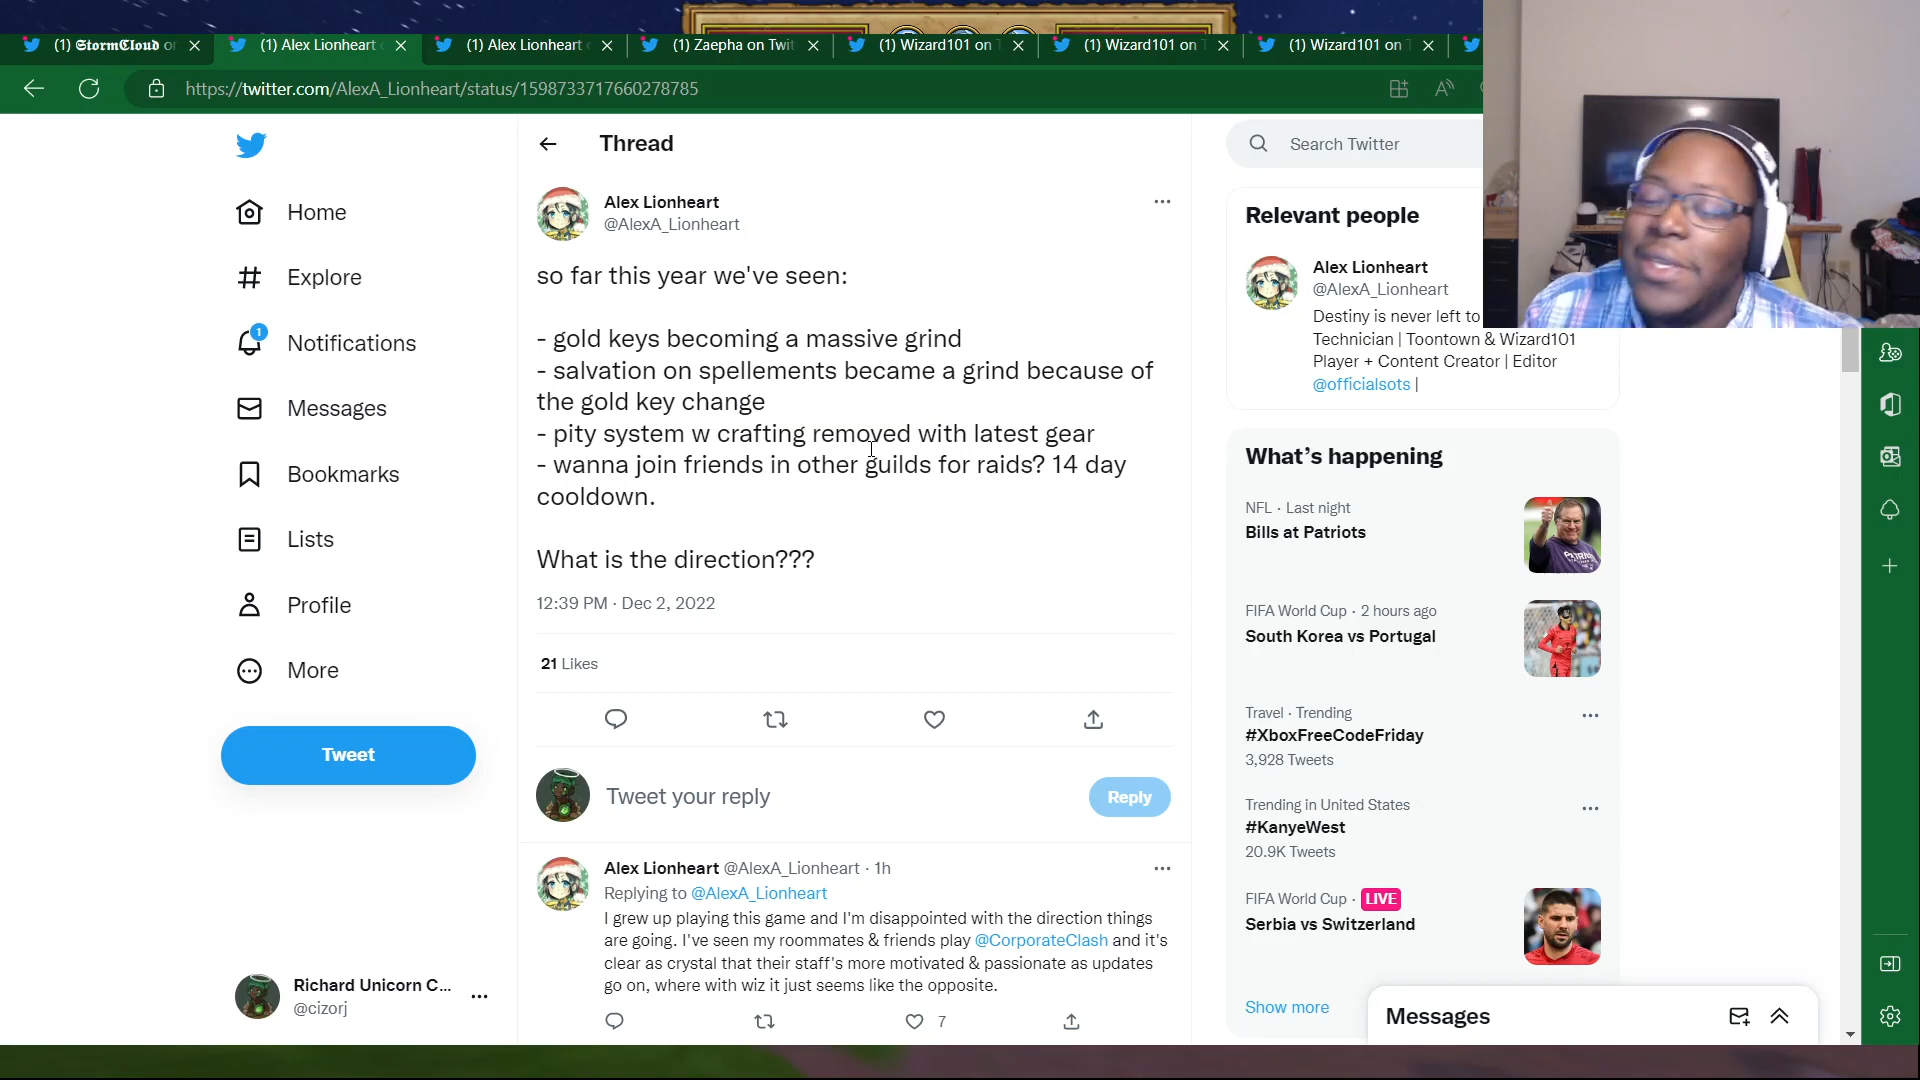 (1) 𝕾𝖙𝖔𝖗𝖒𝕮𝖑𝖔𝖚𝖉 on
(1) Alex Lionheart
(1) Alex Lionheart
(1) Zaepha on Twit
(1) Wizard101 on
(1) Wizard101 on
(1) Wizard101 on
https://twitter.com/AlexA_Lionheart/status/1598733717660278785
Home
Explore
1
Notifications
Messages
Bookmarks
Lists
Profile
More
Tweet
Richard Unicorn C...
@cizorj
Thread
Alex Lionheart
@AlexA_Lionheart
so far this year we've seen:
- gold keys becoming a massive grind
- salvation on spellements became a grind because of
the gold key change
- pity system w crafting removed with latest gear
- wanna join friends in other guilds for raids? 14 day
cooldown.
What is the direction???
12:39 PM · Dec 2, 2022
21 Likes
Tweet your reply
Reply
Alex Lionheart @AlexA_Lionheart · 1h
Replying to @AlexA_Lionheart
I grew up playing this game and I'm disappointed with the direction things
are going. I've seen my roommates & friends play @CorporateClash and it's
clear as crystal that their staff's more motivated & passionate as updates
go on, where with wiz it just seems like the opposite.
7
Search Twitter
Relevant people
Alex Lionheart
@AlexA_Lionheart
Destiny is never left to
Technician | Toontown & Wizard101
Player + Content Creator | Editor
@officialsots |
What's happening
NFL · Last night
Bills at Patriots
FIFA World Cup · 2 hours ago
South Korea vs Portugal
Travel · Trending
#XboxFreeCodeFriday
3,928 Tweets
Trending in United States
#KanyeWest
20.9K Tweets
FIFA World Cup · LIVE
Serbia vs Switzerland
Show more
Messages